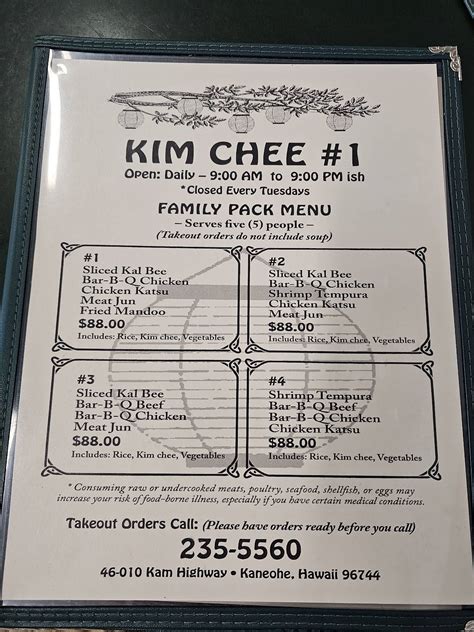 KIM CHEE #1
Open: Daily – 9:00 AM to 9:00 PM ish
*Closed Every Tuesdays
FAMILY PACK MENU
– Serves five (5) people –
(Takeout orders do not include soup)
#1
Sliced Kal Bee
Bar-B-Q Chicken
Chicken Katsu
Meat Jun
Fried Mandoo
$88.00
Includes: Rice, Kim chee, Vegetables
#2
Sliced Kal Bee
Bar-B-Q Chicken
Shrimp Tempura
Chicken Katsu
Meat Jun
$88.00
Includes: Rice, Kim chee, Vegetables
#3
Sliced Kal Bee
Bar-B-Q Beef
Bar-B-Q Chicken
Meat Jun
$88.00
Includes: Rice, Kim chee, Vegetables
#4
Shrimp Tempura
Bar-B-Q Beef
Bar-B-Q Chicken
Chicken Katsu
$88.00
Includes: Rice, Kim chee, Vegetables
* Consuming raw or undercooked meats, poultry, seafood, shellfish, or eggs may
increase your risk of food-borne illness, especially if you have certain medical conditions.
Takeout Orders Call: (Please have orders ready before you call)
235-5560
46-010 Kam Highway • Kaneohe, Hawaii 96744